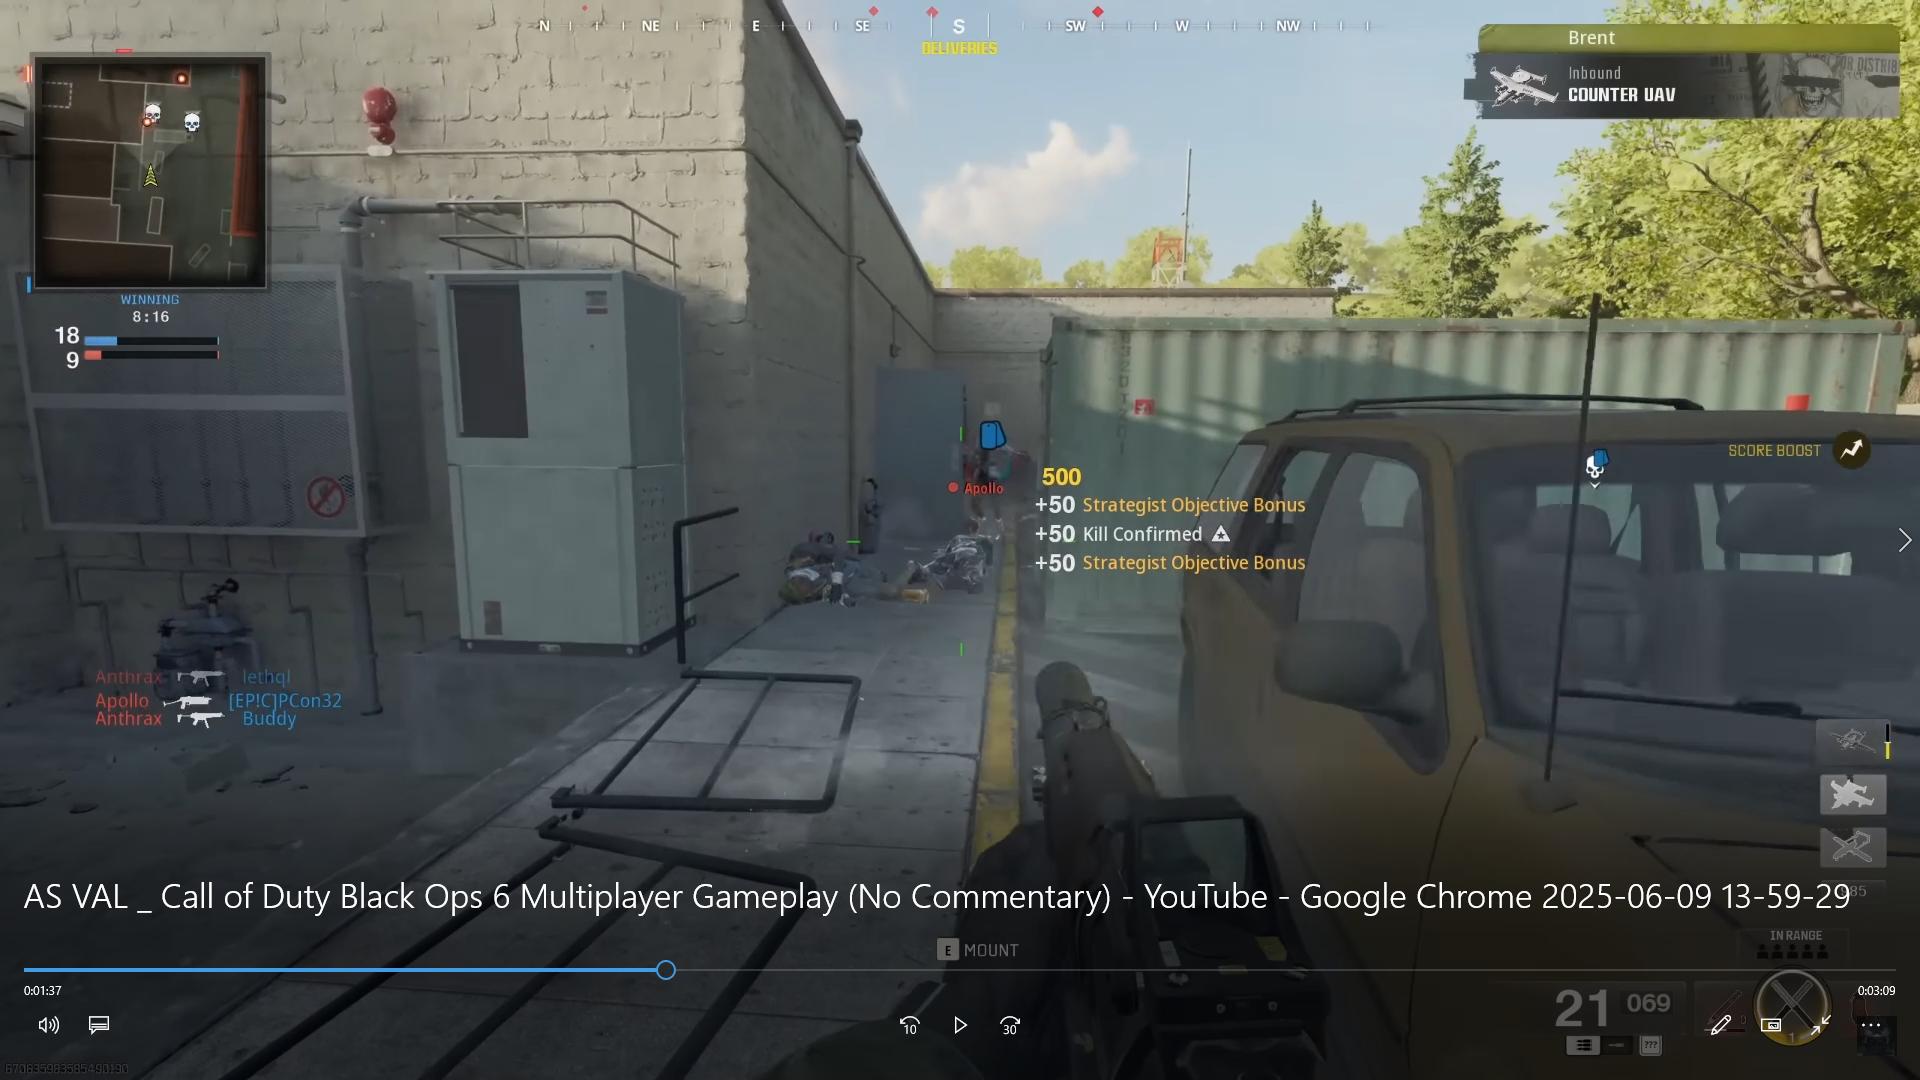 N NE E SE S SW W NW
DELIVERIES
Brent
Inbound
COUNTER UAV
WINNING
8:16
18
9
SCORE BOOST
Apollo
500
+50 Strategist Objective Bonus
+50 Kill Confirmed
+50 Strategist Objective Bonus
Anthrax lethql
Apollo [EP!C]PCon32
Anthrax Buddy
AS VAL _ Call of Duty Black Ops 6 Multiplayer Gameplay (No Commentary) - YouTube - Google Chrome 2025-06-09 13-59-29
E MOUNT
IN RANGE
0:01:37
0:03:09
21 069
10
30
1
???